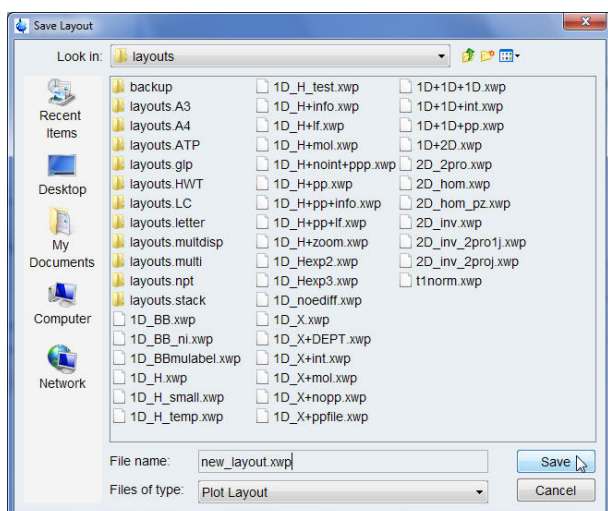 Save Layout
Look in: layouts
Recent Items
Desktop
My Documents
Computer
Network
backup
layouts.A3
layouts.A4
layouts.ATP
layouts.glp
layouts.HWT
layouts.LC
layouts.letter
layouts.multdisp
layouts.multi
layouts.npt
layouts.stack
1D_BB.xwp
1D_BB_ni.xwp
1D_BBmulabel.xwp
1D_H.xwp
1D_H_small.xwp
1D_H_temp.xwp
1D_H_test.xwp
1D_H+info.xwp
1D_H+lf.xwp
1D_H+mol.xwp
1D_H+noint+ppp.xwp
1D_H+pp.xwp
1D_H+pp+info.xwp
1D_H+pp+lf.xwp
1D_H+zoom.xwp
1D_Hexp2.xwp
1D_Hexp3.xwp
1D_noediff.xwp
1D_X.xwp
1D_X+DEPT.xwp
1D_X+int.xwp
1D_X+mol.xwp
1D_X+nopp.xwp
1D_X+ppfile.xwp
1D+1D+1D.xwp
1D+1D+int.xwp
1D+1D+pp.xwp
1D+2D.xwp
2D_2pro.xwp
2D_hom.xwp
2D_hom_pz.xwp
2D_inv.xwp
2D_inv_2pro1j.xwp
2D_inv_2proj.xwp
t1norm.xwp
File name: new_layout.xwp
Save
Files of type: Plot Layout
Cancel